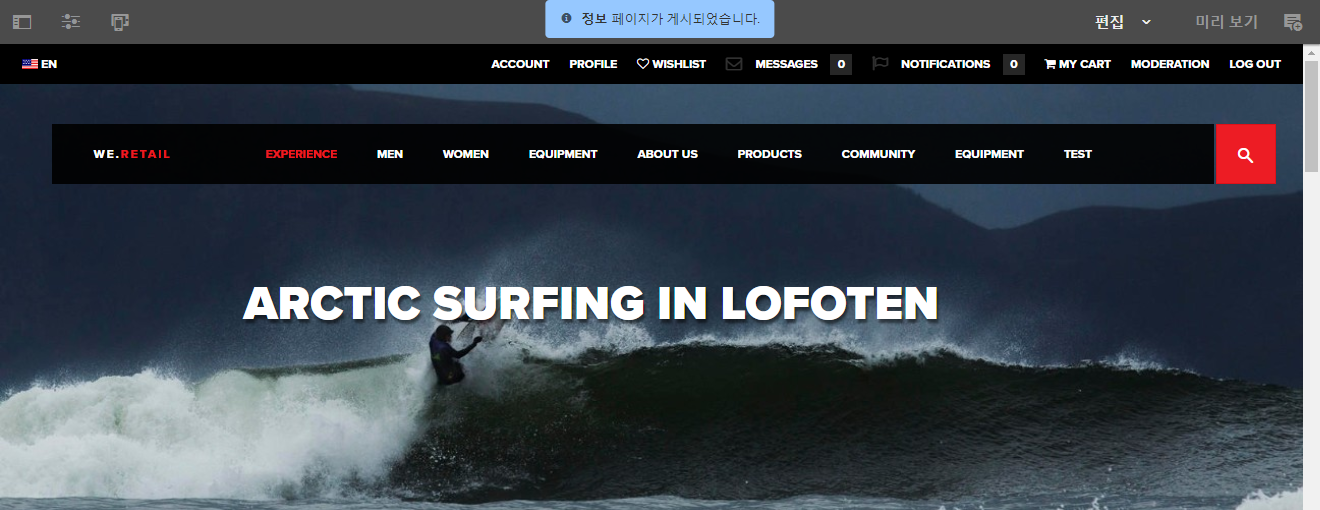 정보 페이지가 게시되었습니다.
편집 미리 보기
EN ACCOUNT PROFILE WISHLIST MESSAGES 0 NOTIFICATIONS 0 MY CART MODERATION LOG OUT
WE.RETAIL EXPERIENCE MEN WOMEN EQUIPMENT ABOUT US PRODUCTS COMMUNITY EQUIPMENT TEST
ARCTIC SURFING IN LOFOTEN